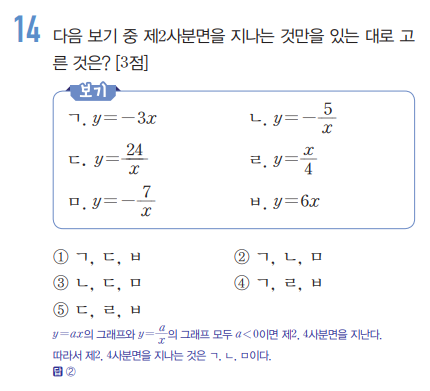 14 다음 보기 중 제2사분면을 지나는 것만을 있는 대로 고
른 것은? [3점]
보기
ㄱ. y=-3x ㄴ. y=-5/x
ㄷ. y=24/x ㄹ. y=x/4
ㅁ. y=-7/x ㅂ. y=6x
① ㄱ, ㄷ, ㅂ ② ㄱ, ㄴ, ㅁ
③ ㄴ, ㄷ, ㅁ ④ ㄱ, ㄹ, ㅂ
⑤ ㄷ, ㄹ, ㅂ
y=ax의 그래프와 y=a/x의 그래프 모두 a<0이면 제2, 4사분면을 지난다.
따라서 제2, 4사분면을 지나는 것은 ㄱ, ㄴ, ㅁ이다.
답 ②